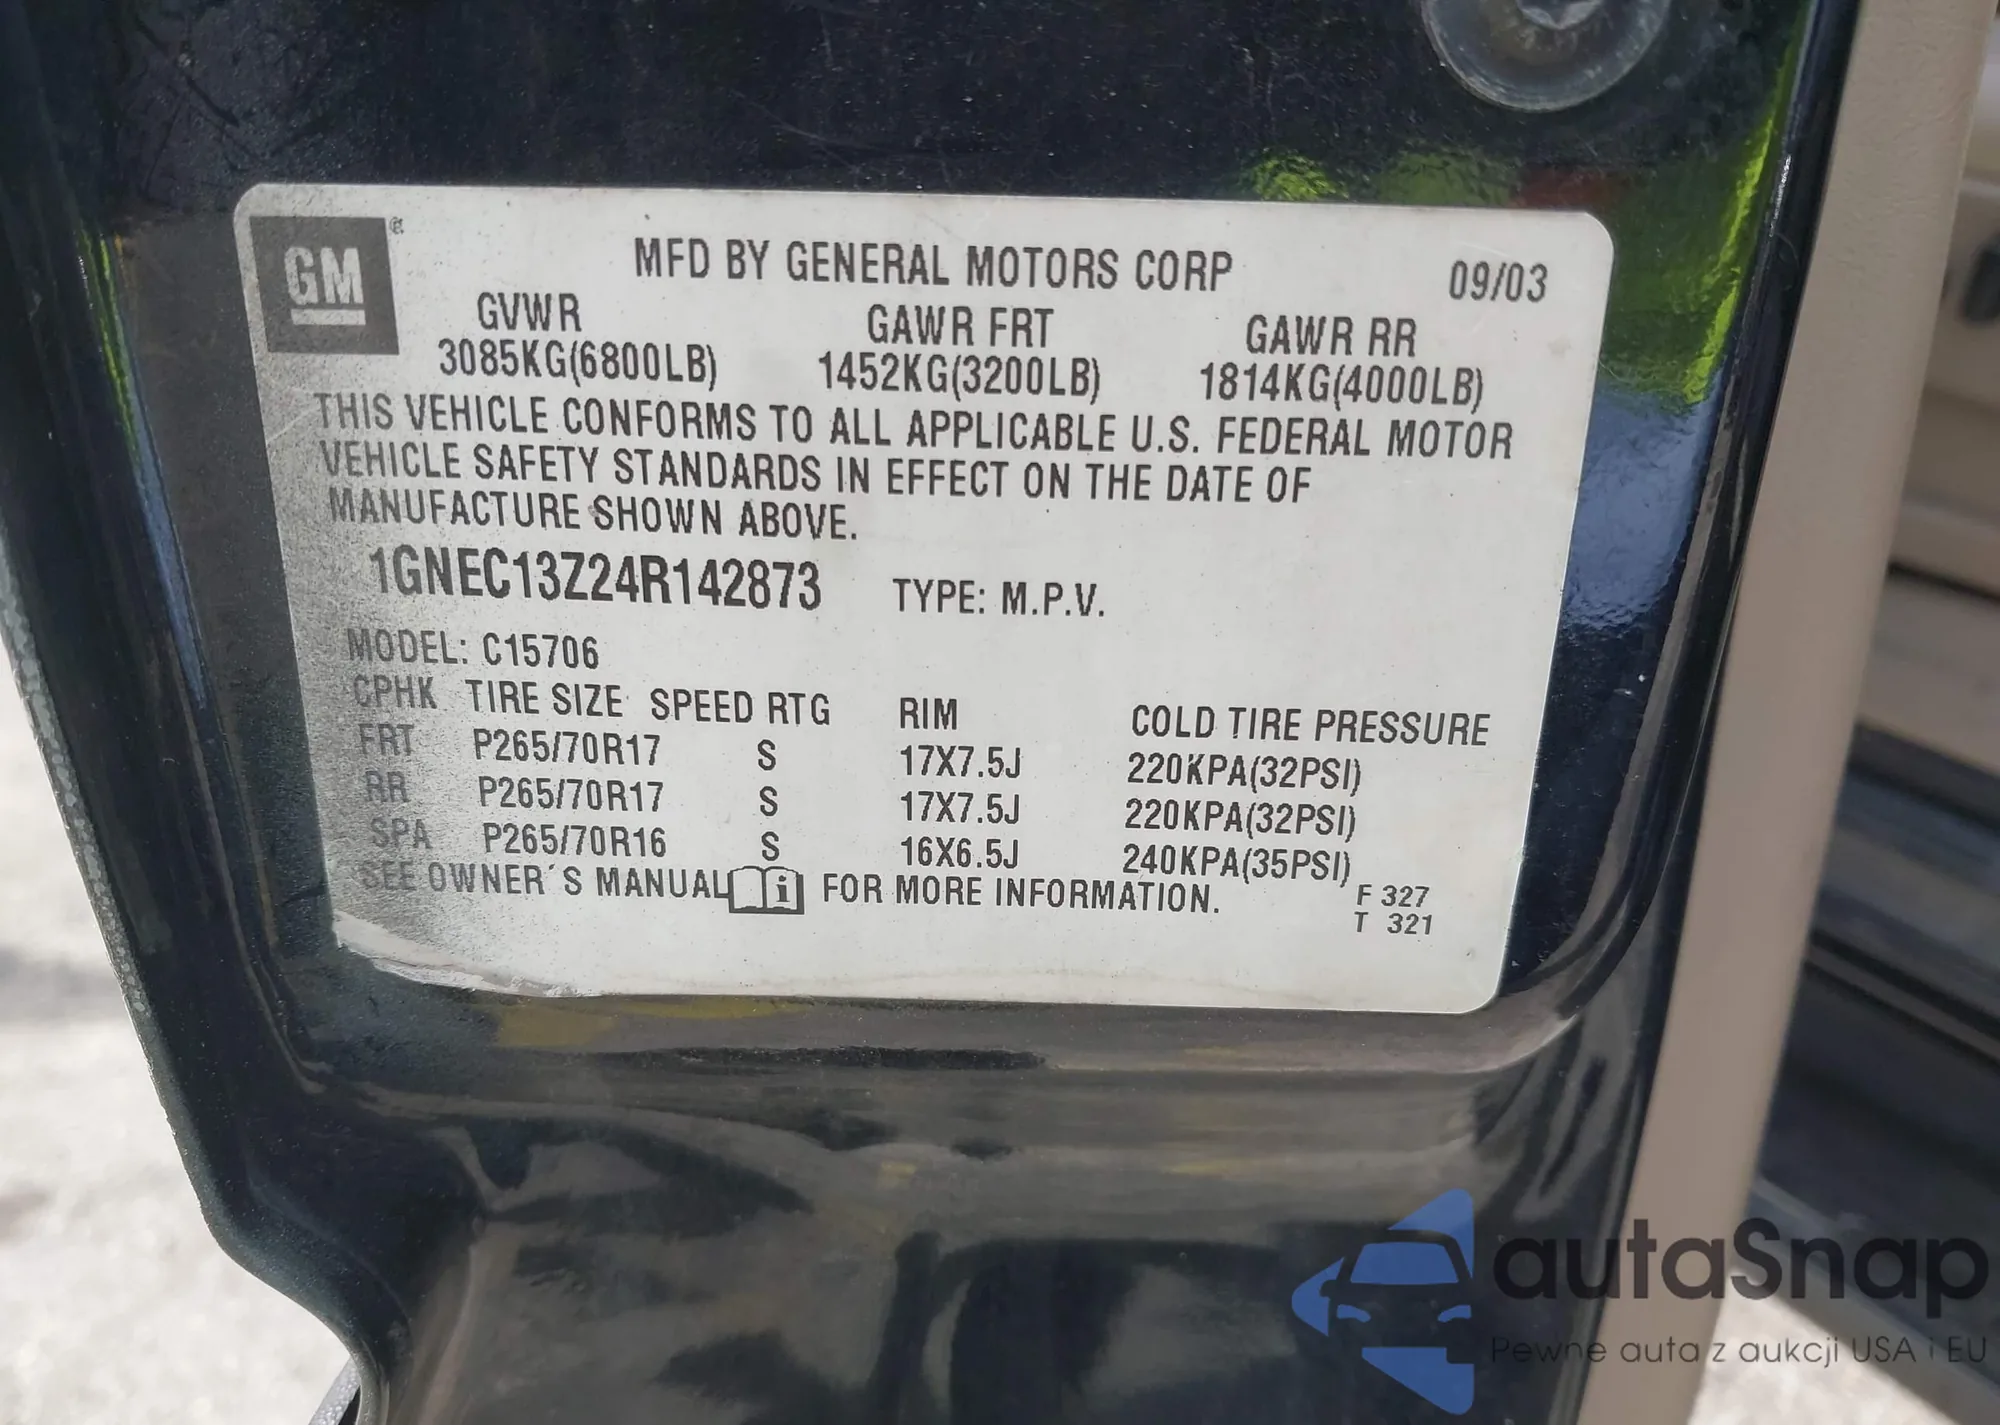 GM
MFD BY GENERAL MOTORS CORP 09/03
GVWR GAWR FRT GAWR RR
3085KG(6800LB) 1452KG(3200LB) 1814KG(4000LB)
THIS VEHICLE CONFORMS TO ALL APPLICABLE U.S. FEDERAL MOTOR
VEHICLE SAFETY STANDARDS IN EFFECT ON THE DATE OF
MANUFACTURE SHOWN ABOVE.
1GNEC13Z24R142873 TYPE: M.P.V.
MODEL: C15706
CPHK TIRE SIZE SPEED RTG RIM COLD TIRE PRESSURE
FRT P265/70R17 S 17X7.5J 220KPA(32PSI)
RR P265/70R17 S 17X7.5J 220KPA(32PSI)
SPA P265/70R16 S 16X6.5J 240KPA(35PSI)
SEE OWNER´S MANUAL i FOR MORE INFORMATION.
F 327
T 321
autaSnap
Pewne auta z aukcji USA i EU